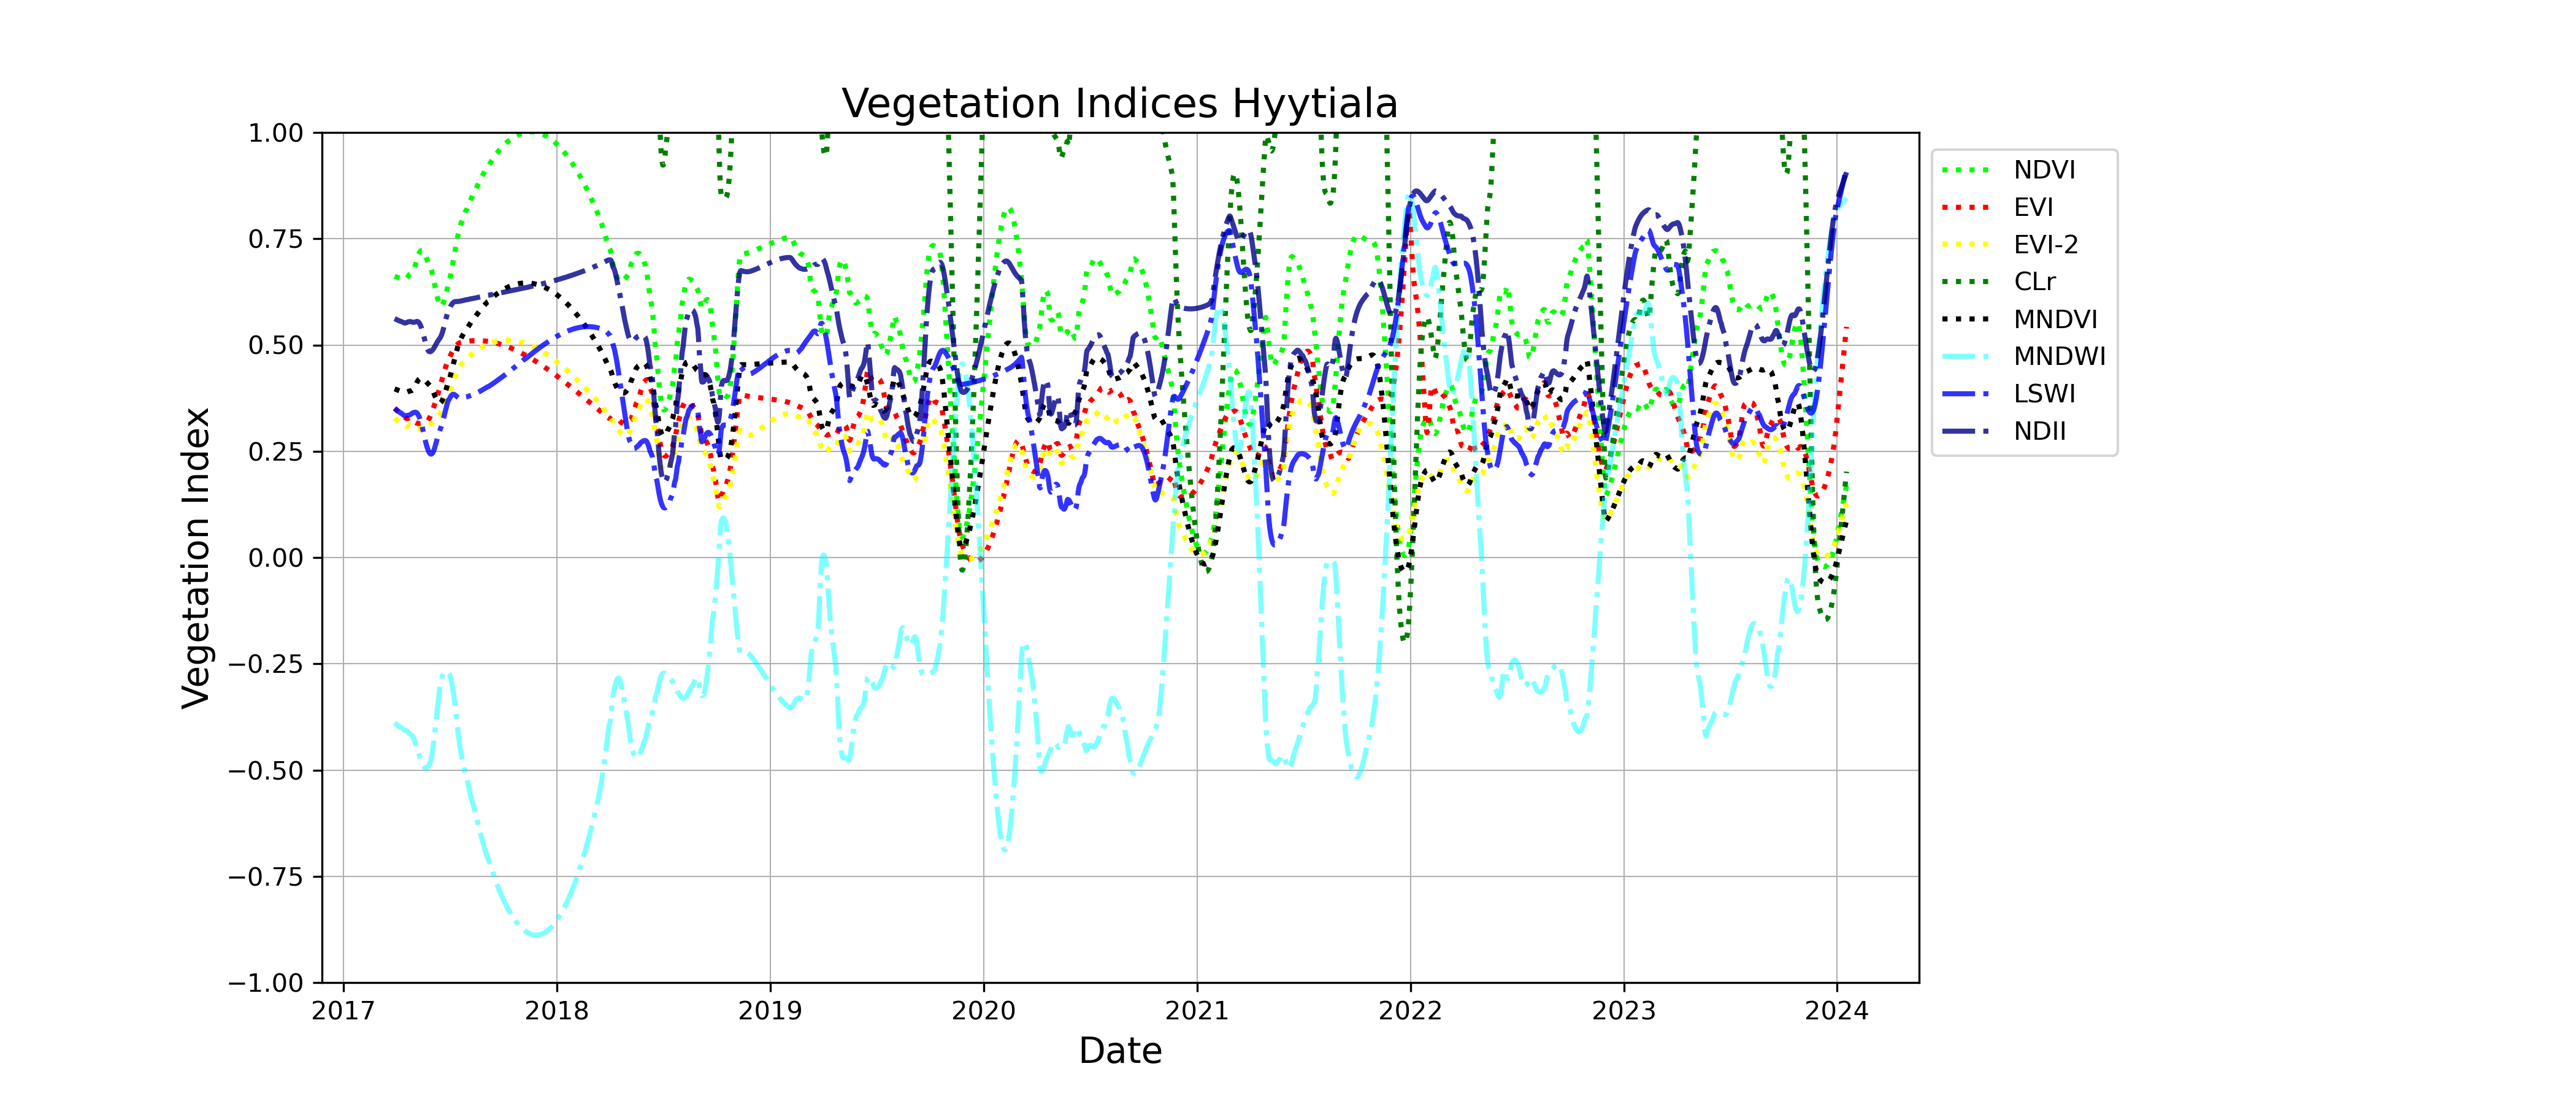 Vegetation Indices Hyytiala
1.00
0.75
0.50
0.25
0.00
−0.25
−0.50
−0.75
−1.00
Vegetation Index
2017 2018 2019 2020 2021 2022 2023 2024
Date
NDVI
EVI
EVI-2
CLr
MNDVI
MNDWI
LSWI
NDII